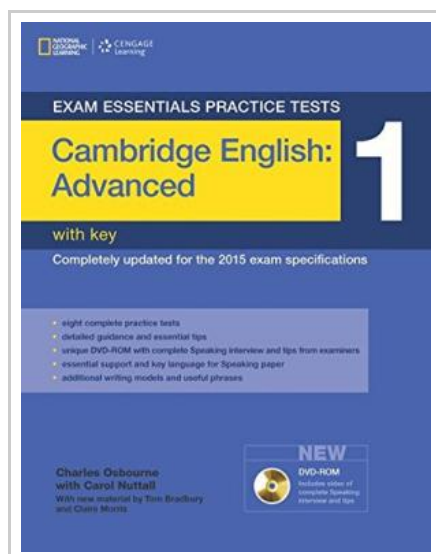 NATIONAL
GEOGRAPHIC
LEARNING
CENGAGE
Learning
EXAM ESSENTIALS PRACTICE TESTS
1
Cambridge English:
Advanced
with key
Completely updated for the 2015 exam specifications
• eight complete practice tests
• detailed guidance and essential tips
• unique DVD-ROM with complete Speaking interview and tips from examiners
• essential support and key language for Speaking paper
• additional writing models and useful phrases
Charles Osbourne
with Carol Nuttall
With new material by Tom Bradbury
and Claire Morris
NEW
DVD-ROM
Includes video of
complete Speaking
interview and tips